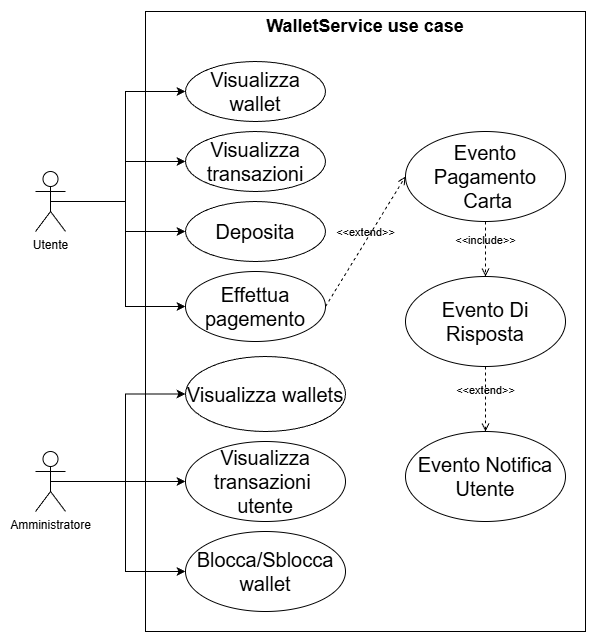 WalletService use case
Visualizza
wallet
Visualizza
transazioni
Deposita
Effettua
pagemento
Utente
Evento
Pagamento
Carta
<<extend>>
<<include>>
Evento Di
Risposta
<<extend>>
Evento Notifica
Utente
Visualizza wallets
Visualizza
transazioni
utente
Blocca/Sblocca
wallet
Amministratore